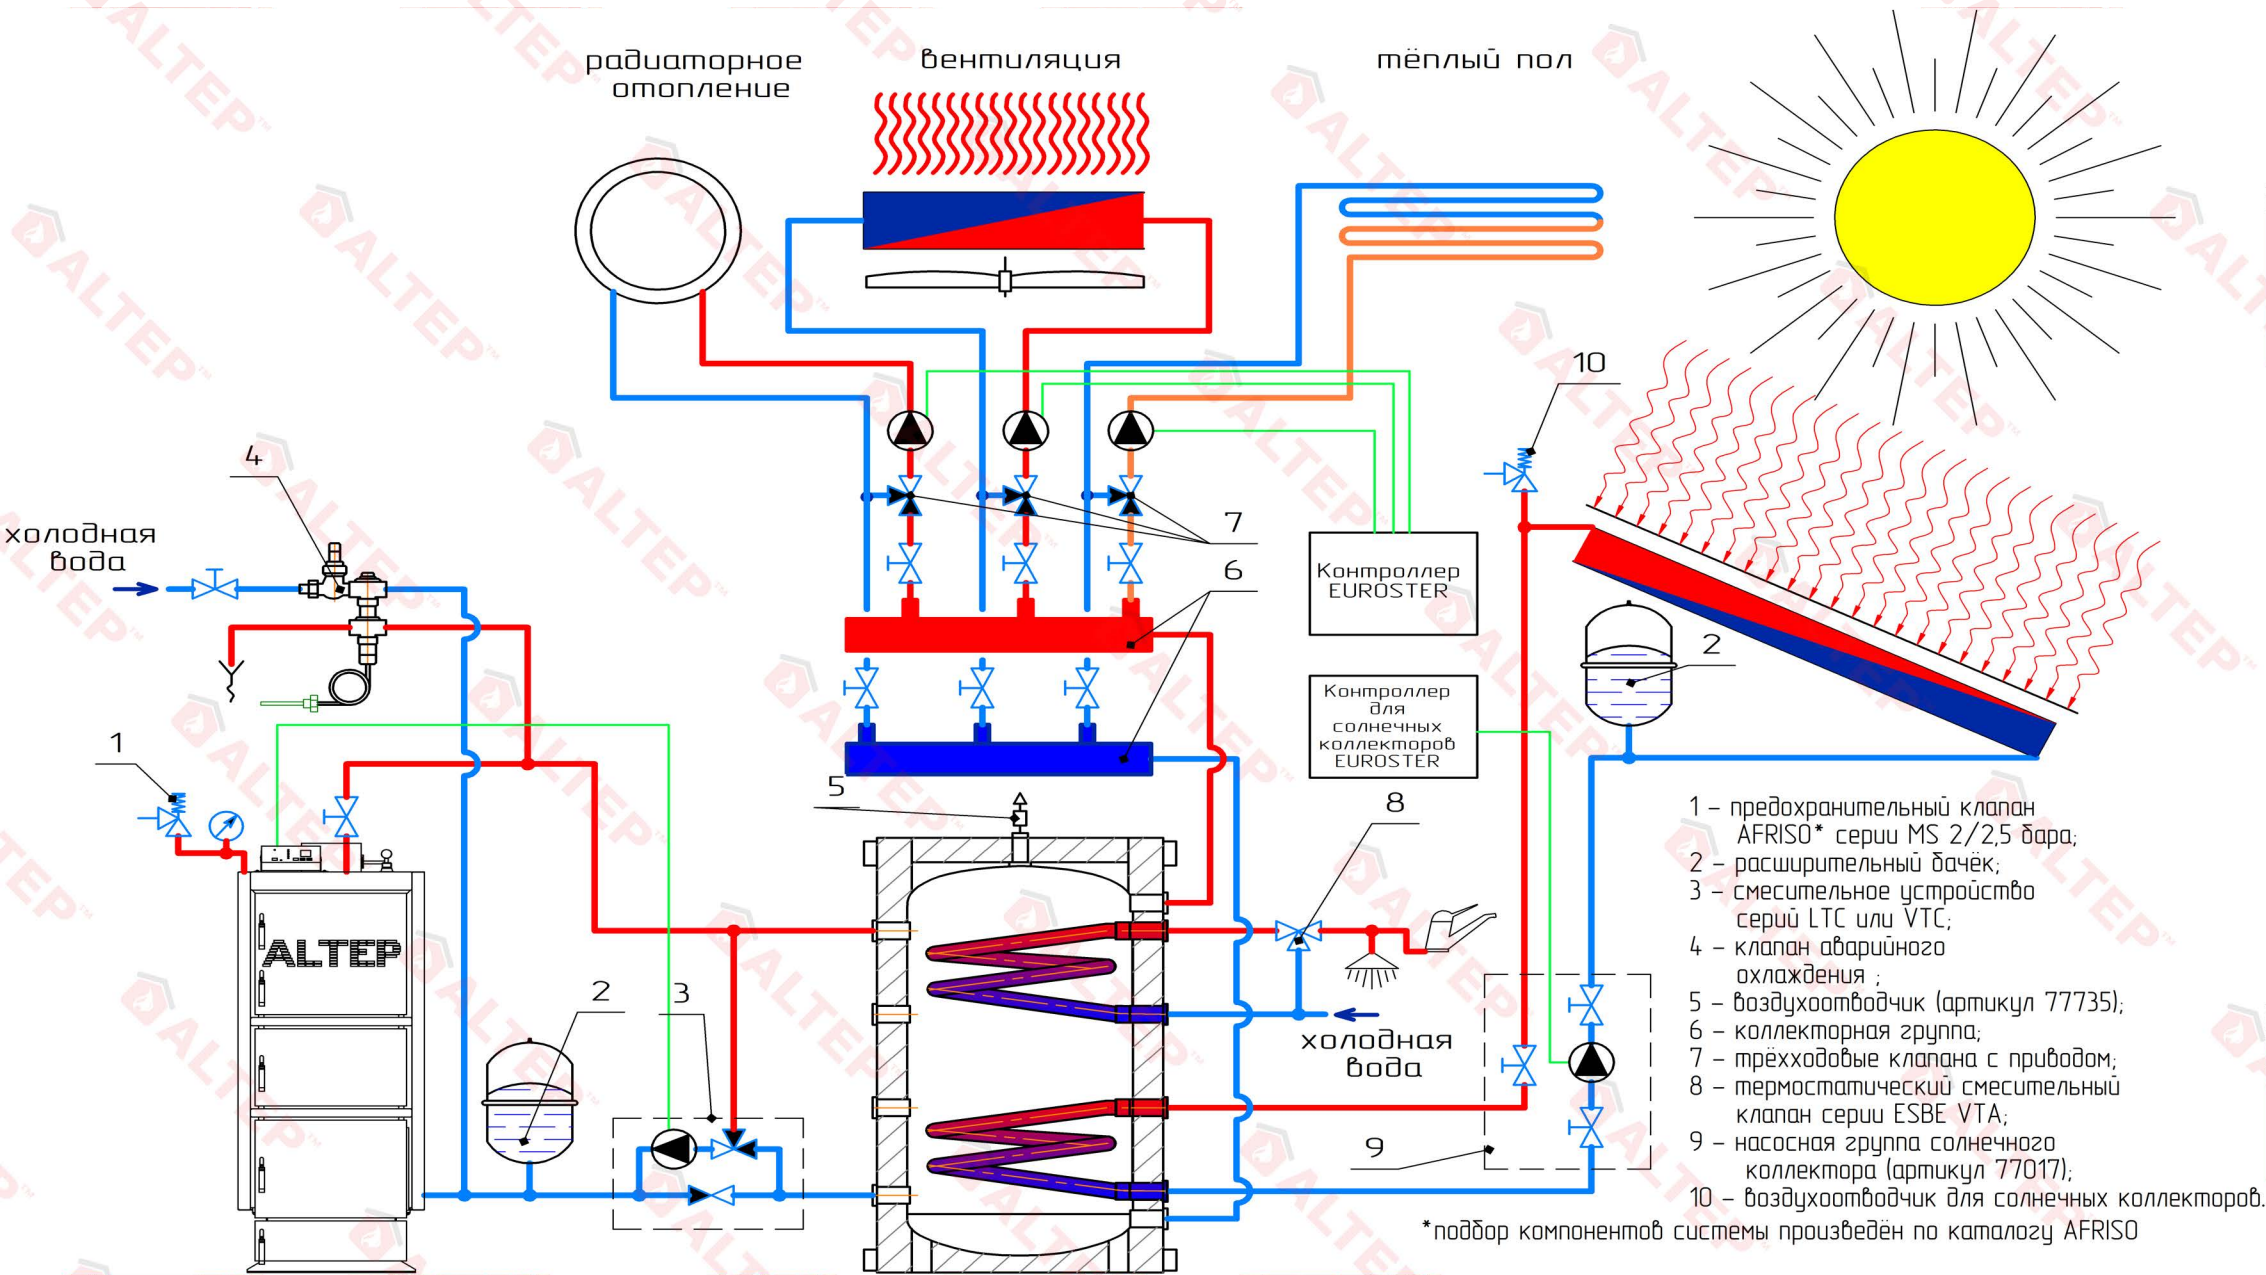 радиаторное
отопление
вентиляция
тёплый пол
10
4
холодная
вода
7
6
Контроллер
EUROSTER
2
Контроллер
для
солнечных
коллекторов
EUROSTER
1
5
8
ALTEP
2
3
холодная
вода
9
1 – предохранительный клапан
AFRISO* серии MS 2/2,5 бара;
2 – расширительный бачёк;
3 – смесительное устройство
серий LTC или VTC;
4 – клапан аварийного
охлаждения ;
5 – воздухоотводчик (артикул 77735);
6 – коллекторная группа;
7 – трёхходовые клапана с приводом;
8 – термостатический смесительный
клапан серии ESBE VTA;
9 – насосная группа солнечного
коллектора (артикул 77017);
10 – воздухоотводчик для солнечных коллекторов.
*подбор компонентов системы произведён по каталогу AFRISO
ALTEP™